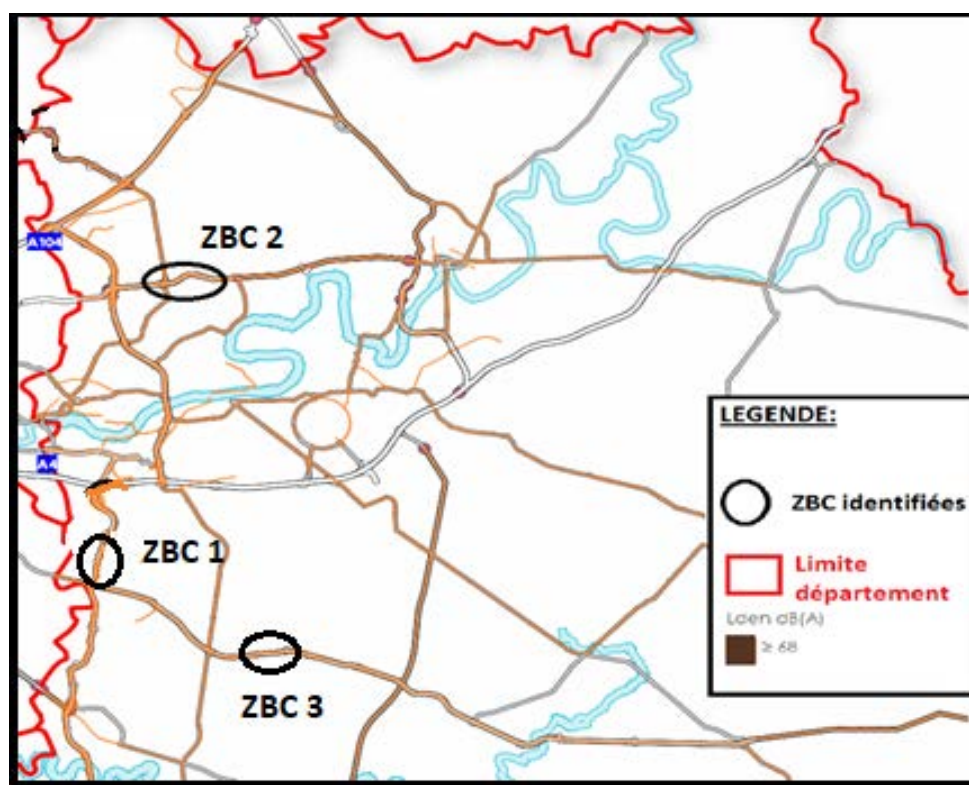 ZBC 2
A104
A4
ZBC 1
ZBC 3
LEGENDE:
ZBC identifiées
Limite
département
Lden dB(A)
≥ 68